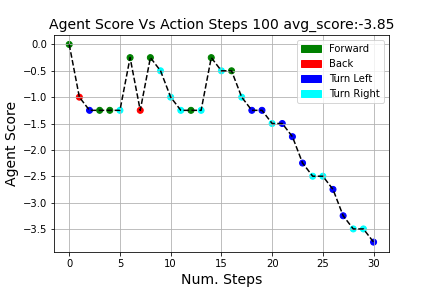 Agent Score Vs Action Steps 100 avg_score:-3.85
Agent Score
0.0
−0.5
−1.0
−1.5
−2.0
−2.5
−3.0
−3.5
Forward
Back
Turn Left
Turn Right
0 5 10 15 20 25 30
Num. Steps